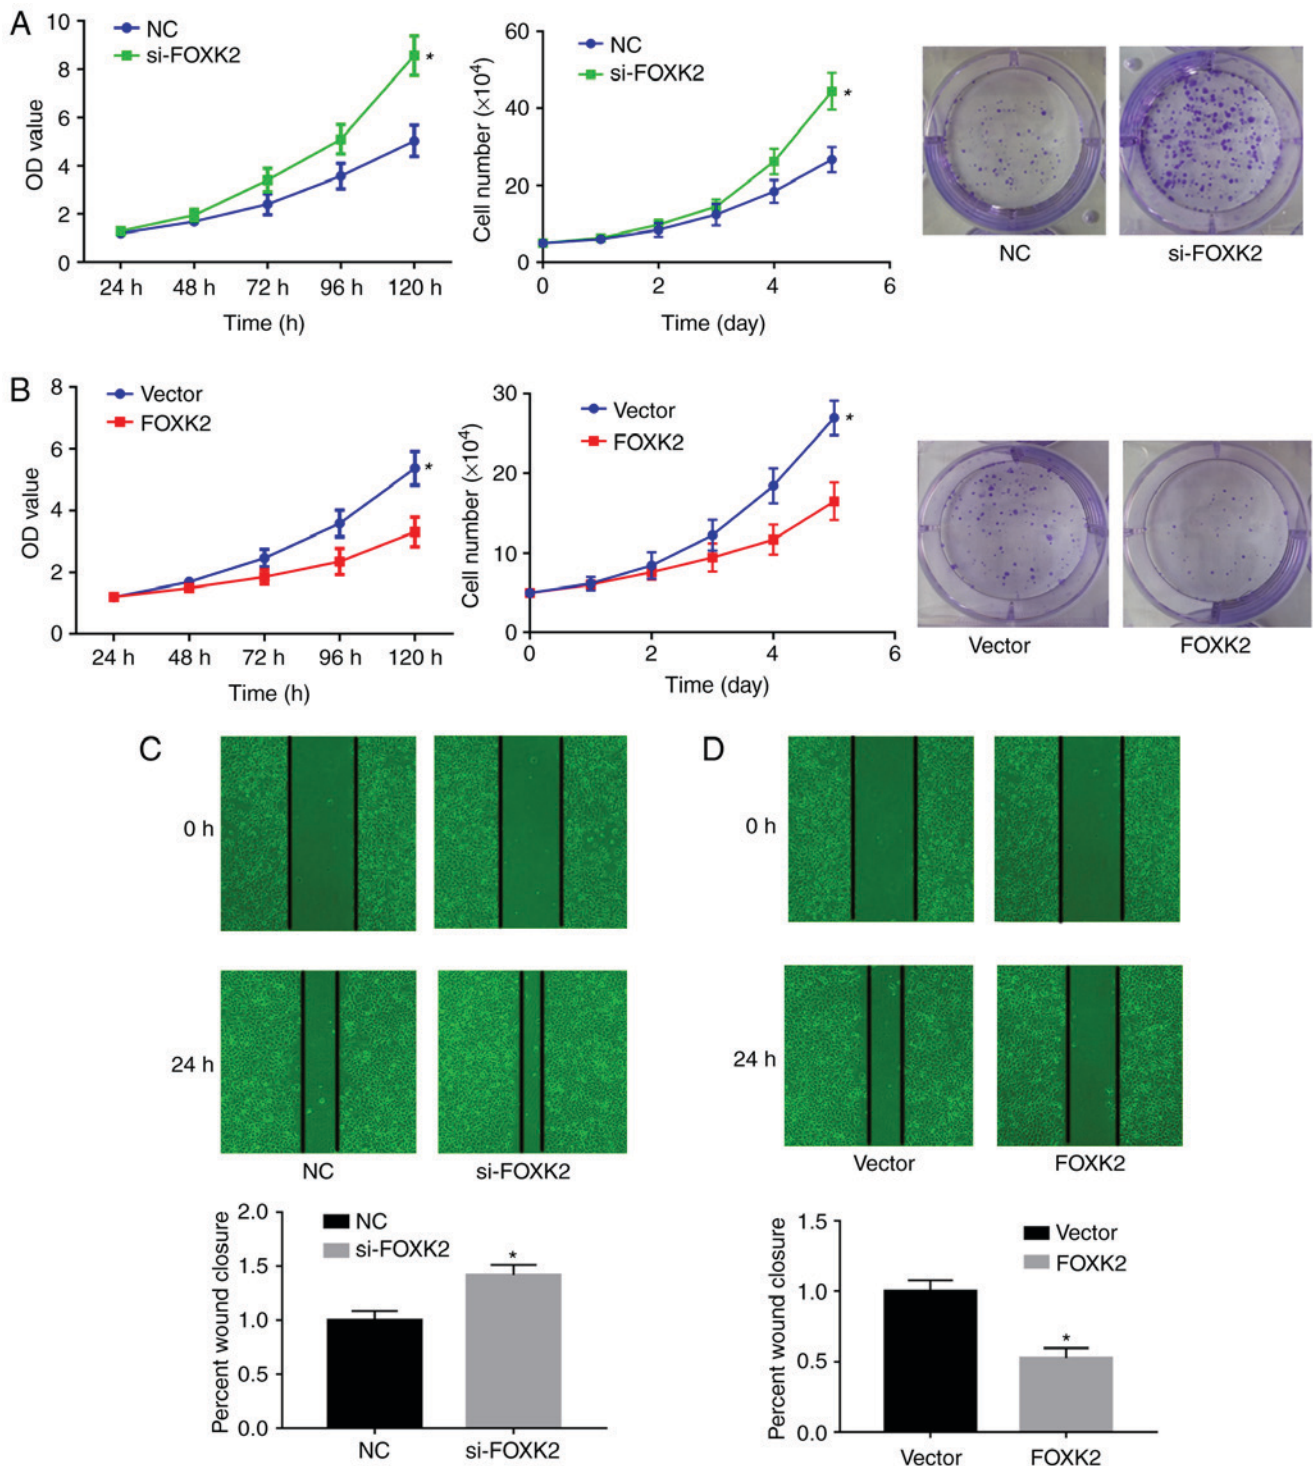 A
10
8
6
4
2
0
OD value
NC
si-FOXK2
*
24 h 48 h 72 h 96 h 120 h
Time (h)
60
40
20
0
Cell number (×10⁴)
NC
si-FOXK2
*
0 2 4 6
Time (day)
NC si-FOXK2
B
8
6
4
2
0
OD value
Vector
FOXK2
*
24 h 48 h 72 h 96 h 120 h
Time (h)
30
20
10
0
Cell number (×10⁴)
Vector
FOXK2
*
0 2 4 6
Time (day)
Vector FOXK2
C
0 h
24 h
NC si-FOXK2
2.0
1.5
1.0
0.5
0.0
Percent wound closure
NC
si-FOXK2
*
NC si-FOXK2
D
0 h
24 h
Vector FOXK2
1.5
1.0
0.5
0.0
Percent wound closure
Vector
FOXK2
*
Vector FOXK2